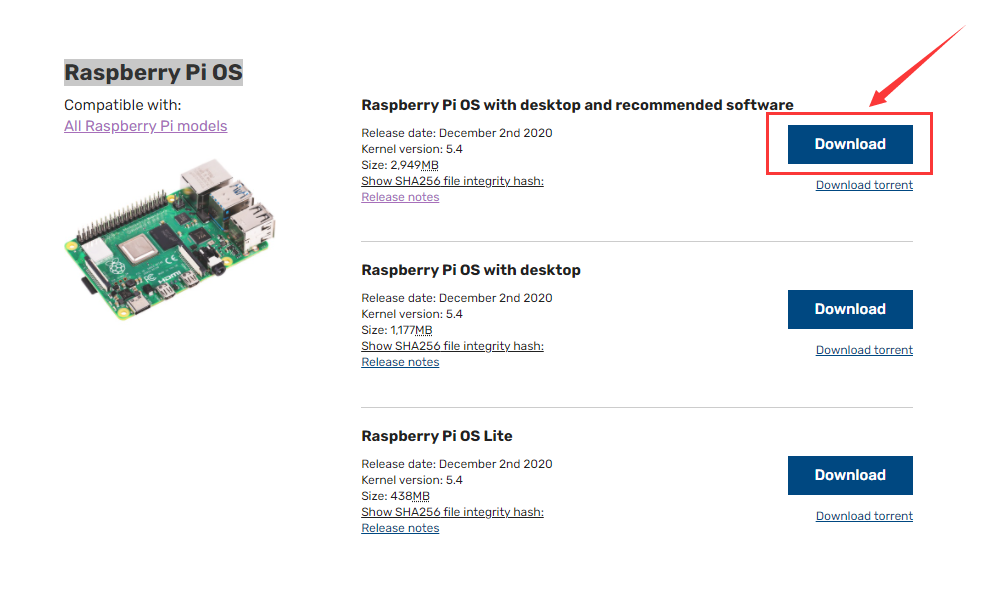 Raspberry Pi OS
Compatible with:
All Raspberry Pi models
Raspberry Pi OS with desktop and recommended software
Release date: December 2nd 2020
Kernel version: 5.4
Size: 2,949MB
Show SHA256 file integrity hash:
Release notes
Download
Download torrent
Raspberry Pi OS with desktop
Release date: December 2nd 2020
Kernel version: 5.4
Size: 1,177MB
Show SHA256 file integrity hash:
Release notes
Download
Download torrent
Raspberry Pi OS Lite
Release date: December 2nd 2020
Kernel version: 5.4
Size: 438MB
Show SHA256 file integrity hash:
Release notes
Download
Download torrent
HDMI